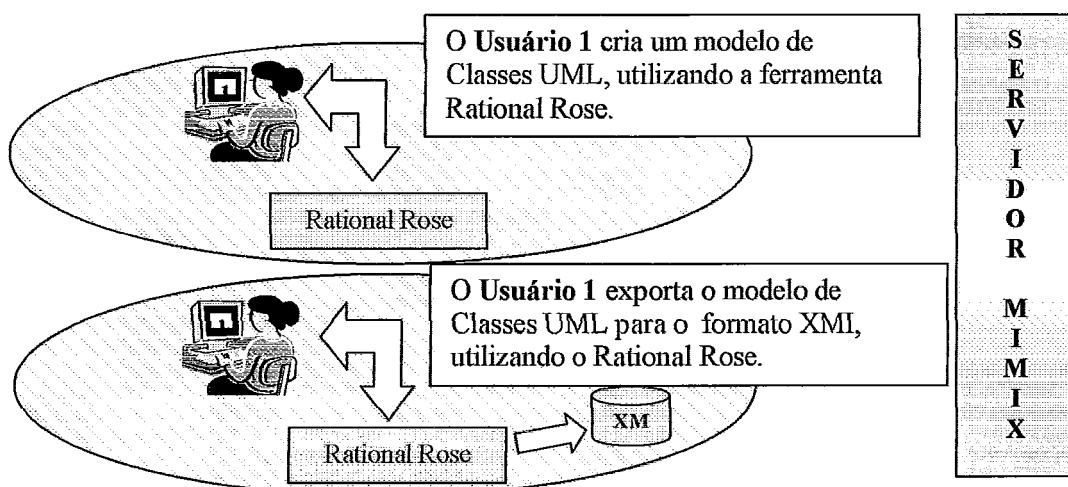 O Usuário 1 cria um modelo de
Classes UML, utilizando a ferramenta
Rational Rose.
Rational Rose
O Usuário 1 exporta o modelo de
Classes UML para o formato XMI,
utilizando o Rational Rose.
XM
Rational Rose
S
E
R
V
I
D
O
R
M
I
M
I
X